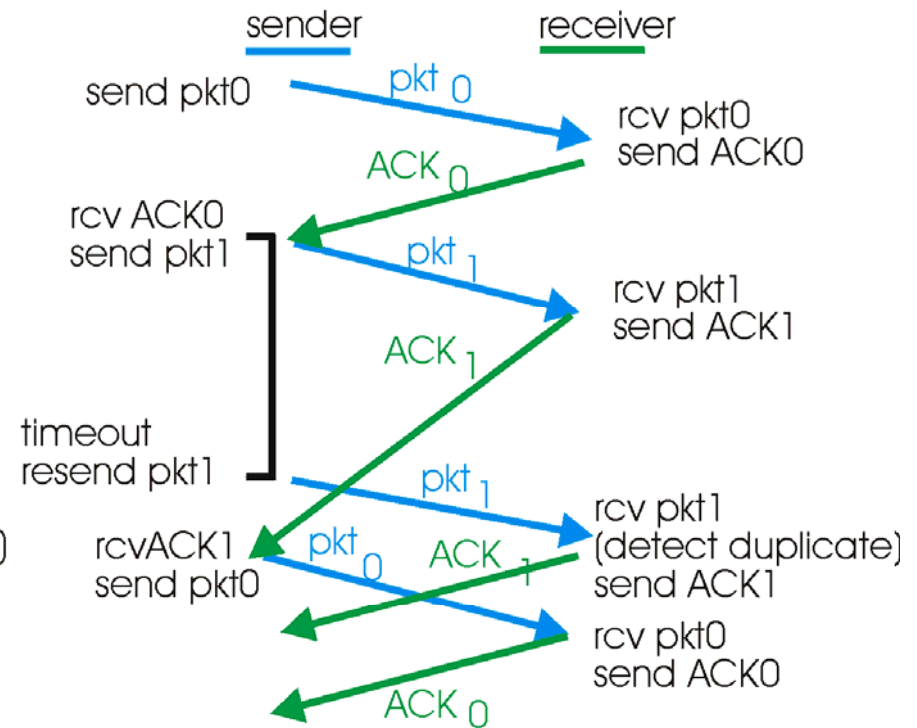 sender
receiver
send pkt0
pkt 0
rcv pkt0
send ACK0
ACK 0
rcv ACK0
send pkt1
pkt 1
rcv pkt1
send ACK1
ACK 1
timeout
resend pkt1
pkt 1
rcv pkt1
(detect duplicate)
send ACK1
rcvACK1
send pkt0
pkt 0
ACK 1
rcv pkt0
send ACK0
ACK 0